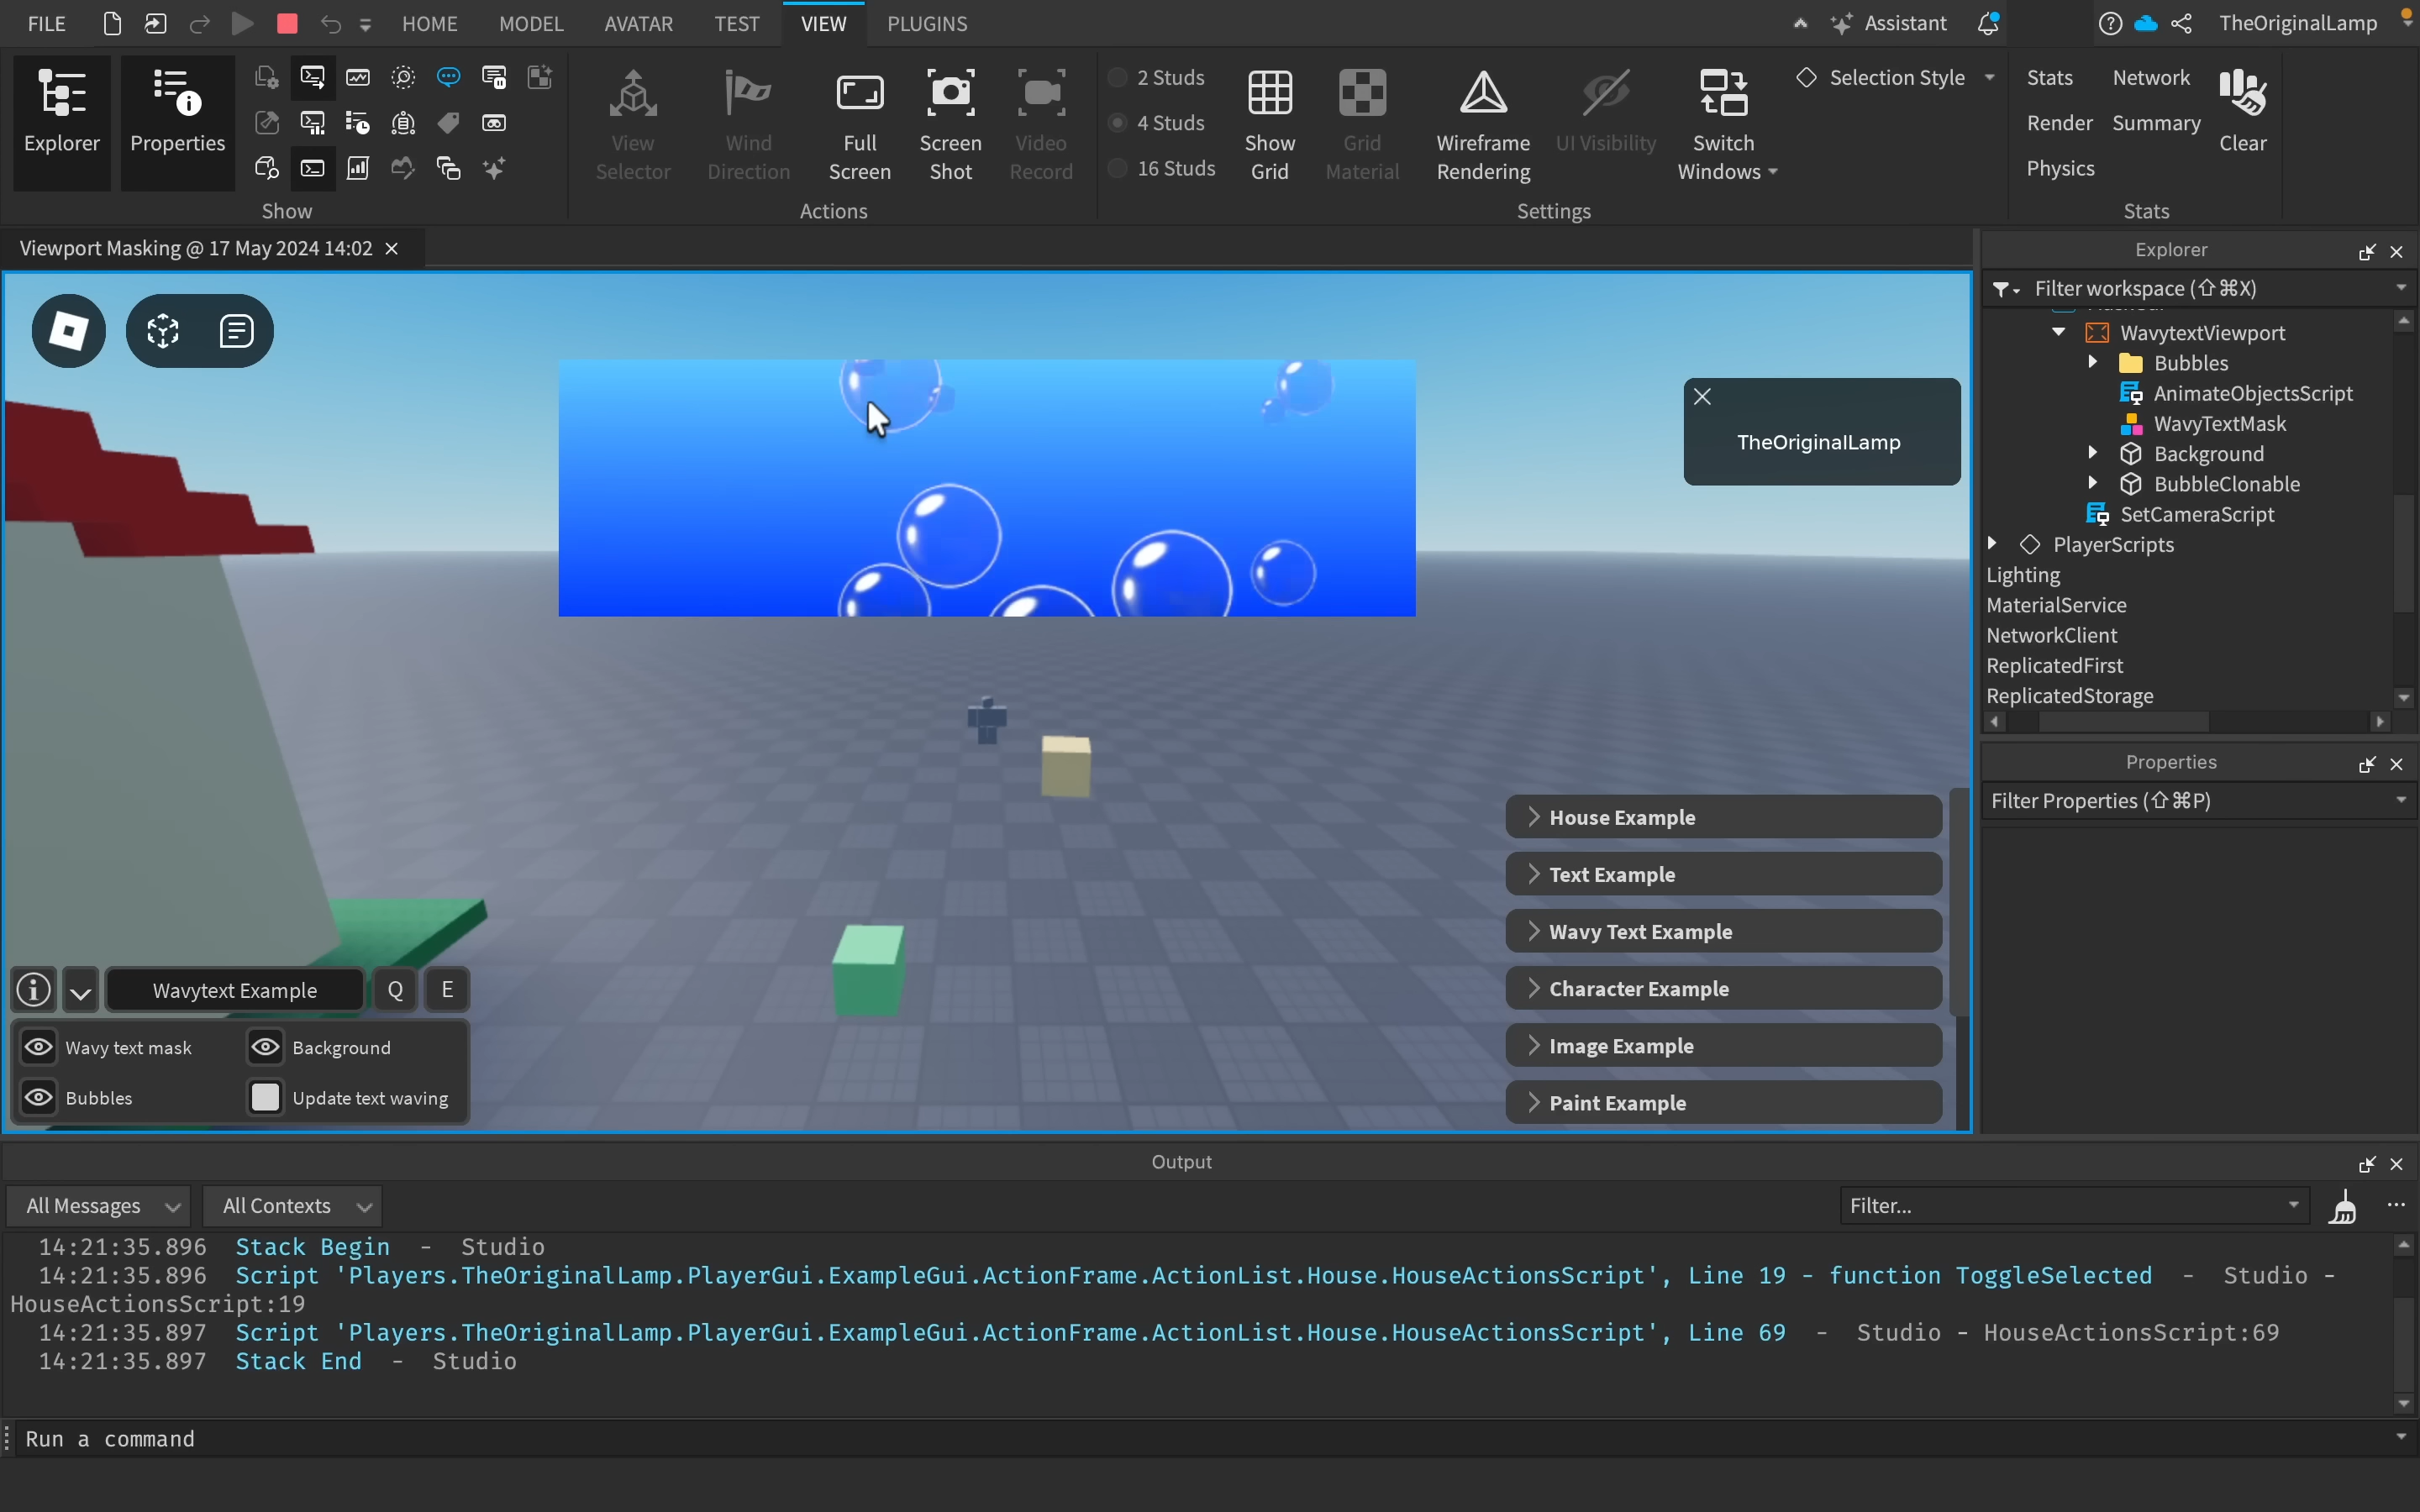 FILE HOME MODEL AVATAR TEST VIEW PLUGINS Assistant TheOriginalLamp
Explorer
Properties
Show
View Selector
Wind Direction
Full Screen
Screen Shot
Video Record
Actions
2 Studs
4 Studs
16 Studs
Show Grid
Grid Material
Wireframe Rendering
UI Visibility
Switch Windows
Selection Style
Settings
Stats Network
Render Summary
Physics
Clear
Stats
Viewport Masking @ 17 May 2024 14:02
TheOriginalLamp
House Example
Text Example
Wavy Text Example
Character Example
Image Example
Paint Example
Wavytext Example Q E
Wavy text mask Background
Bubbles Update text waving
Explorer
Filter workspace (⇧⌘X)
WavytextViewport
Bubbles
AnimateObjectsScript
WavyTextMask
Background
BubbleClonable
SetCameraScript
PlayerScripts
Lighting
MaterialService
NetworkClient
ReplicatedFirst
ReplicatedStorage
Properties
Filter Properties (⇧⌘P)
Output
All Messages All Contexts Filter...
14:21:35.896 Stack Begin - Studio
14:21:35.896 Script 'Players.TheOriginalLamp.PlayerGui.ExampleGui.ActionFrame.ActionList.House.HouseActionsScript', Line 19 - function ToggleSelected - Studio -
HouseActionsScript:19
14:21:35.897 Script 'Players.TheOriginalLamp.PlayerGui.ExampleGui.ActionFrame.ActionList.House.HouseActionsScript', Line 69 - Studio - HouseActionsScript:69
14:21:35.897 Stack End - Studio
Run a command